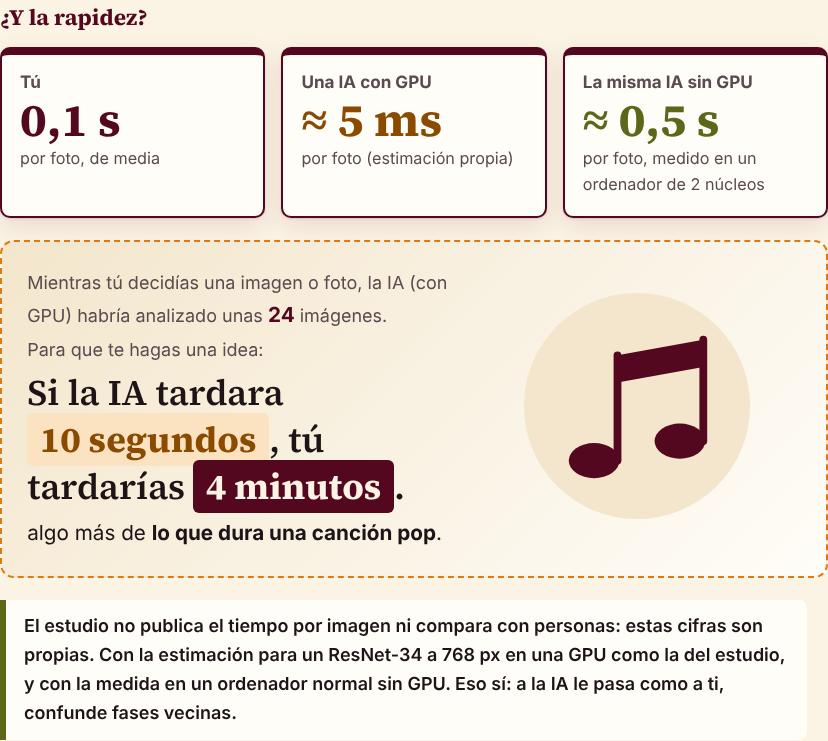 ¿Y la rapidez?
Tú
0,1 s
por foto, de media
Una IA con GPU
≈ 5 ms
por foto (estimación propia)
La misma IA sin GPU
≈ 0,5 s
por foto, medido en un
ordenador de 2 núcleos
Mientras tú decidías una imagen o foto, la IA (con
GPU) habría analizado unas 24 imágenes.
Para que te hagas una idea:
Si la IA tardara
10 segundos , tú
tardarías 4 minutos .
algo más de lo que dura una canción pop.
El estudio no publica el tiempo por imagen ni compara con personas: estas cifras son
propias. Con la estimación para un ResNet-34 a 768 px en una GPU como la del estudio,
y con la medida en un ordenador normal sin GPU. Eso sí: a la IA le pasa como a ti,
confunde fases vecinas.